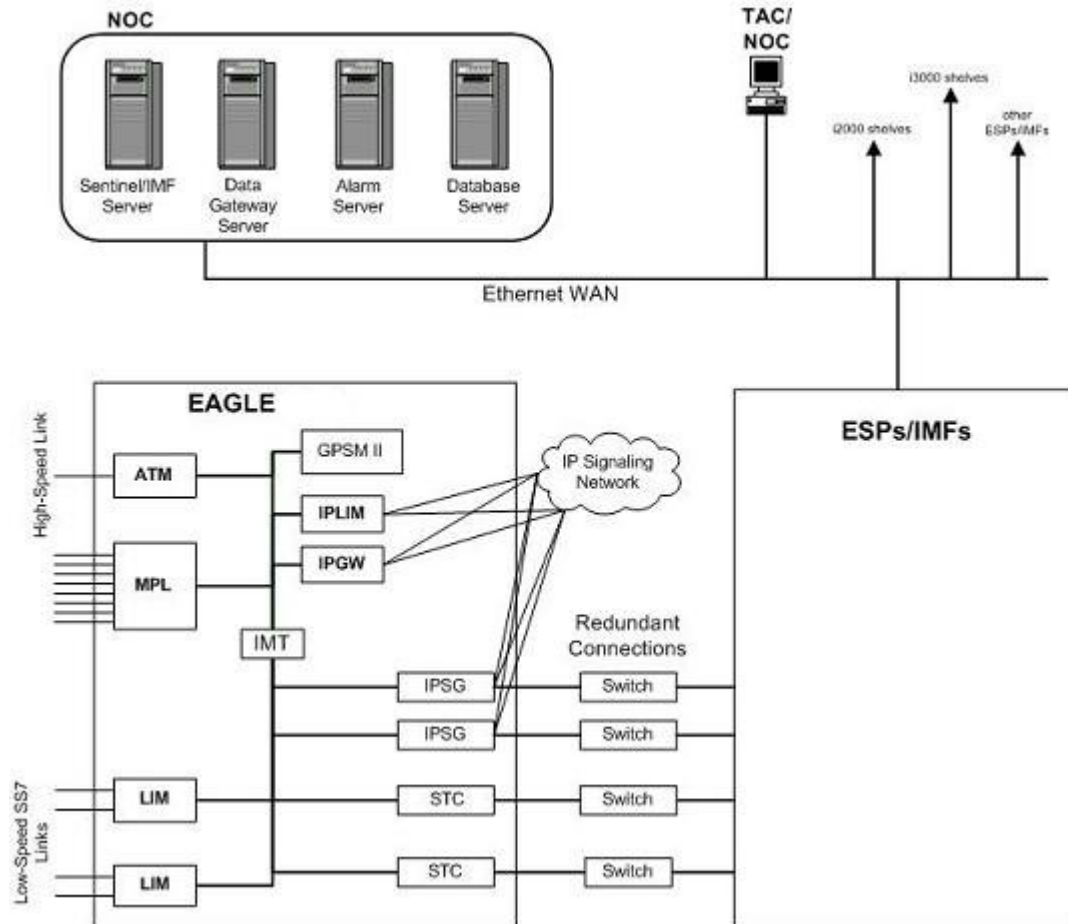 NOC
Sentinel/IMF
Server
Data
Gateway
Server
Alarm
Server
Database
Server
TAC/
NOC
i2000 shelves
i3000 shelves
other
ESPs/IMFs
Ethernet WAN
EAGLE
High-Speed Link
ATM
MPL
GPSM II
IPLIM
IPGW
IMT
IP Signaling
Network
ESPs/IMFs
Redundant
Connections
IPSG
Switch
IPSG
Switch
Low-Speed SS7
Links
LIM
STC
Switch
LIM
STC
Switch